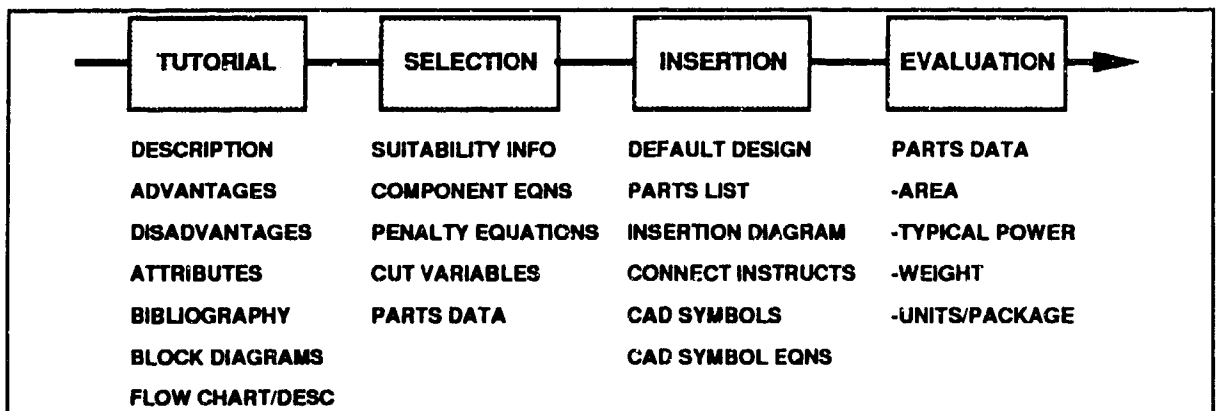 TUTORIAL SELECTION INSERTION EVALUATION
DESCRIPTION SUITABILITY INFO DEFAULT DESIGN PARTS DATA
ADVANTAGES COMPONENT EQNS PARTS LIST -AREA
DISADVANTAGES PENALTY EQUATIONS INSERTION DIAGRAM -TYPICAL POWER
ATTRIBUTES CUT VARIABLES CONNECT INSTRUCTS -WEIGHT
BIBLIOGRAPHY PARTS DATA CAD SYMBOLS -UNITS/PACKAGE
BLOCK DIAGRAMS CAD SYMBOL EQNS
FLOW CHART/DESC